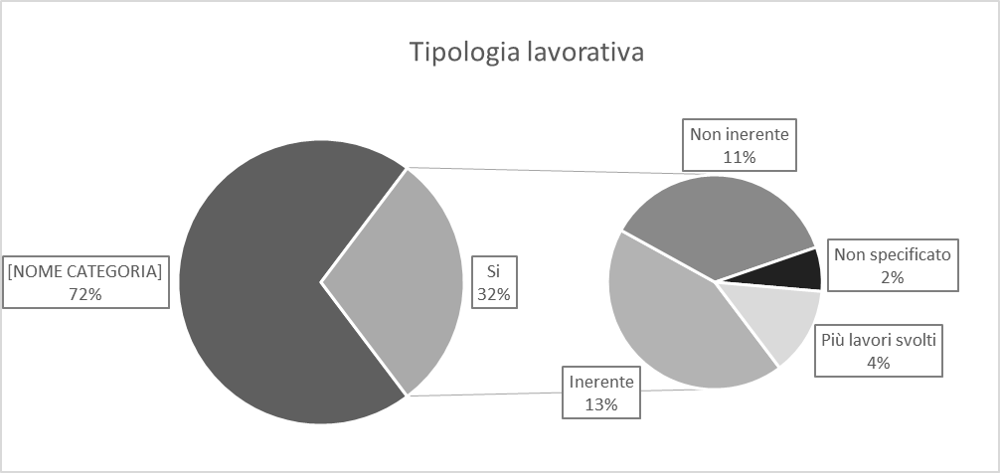 Tipologia lavorativa
Non inerente
11%
Non specificato
2%
[NOME CATEGORIA]
72%
Si
32%
Più lavori svolti
4%
Inerente
13%